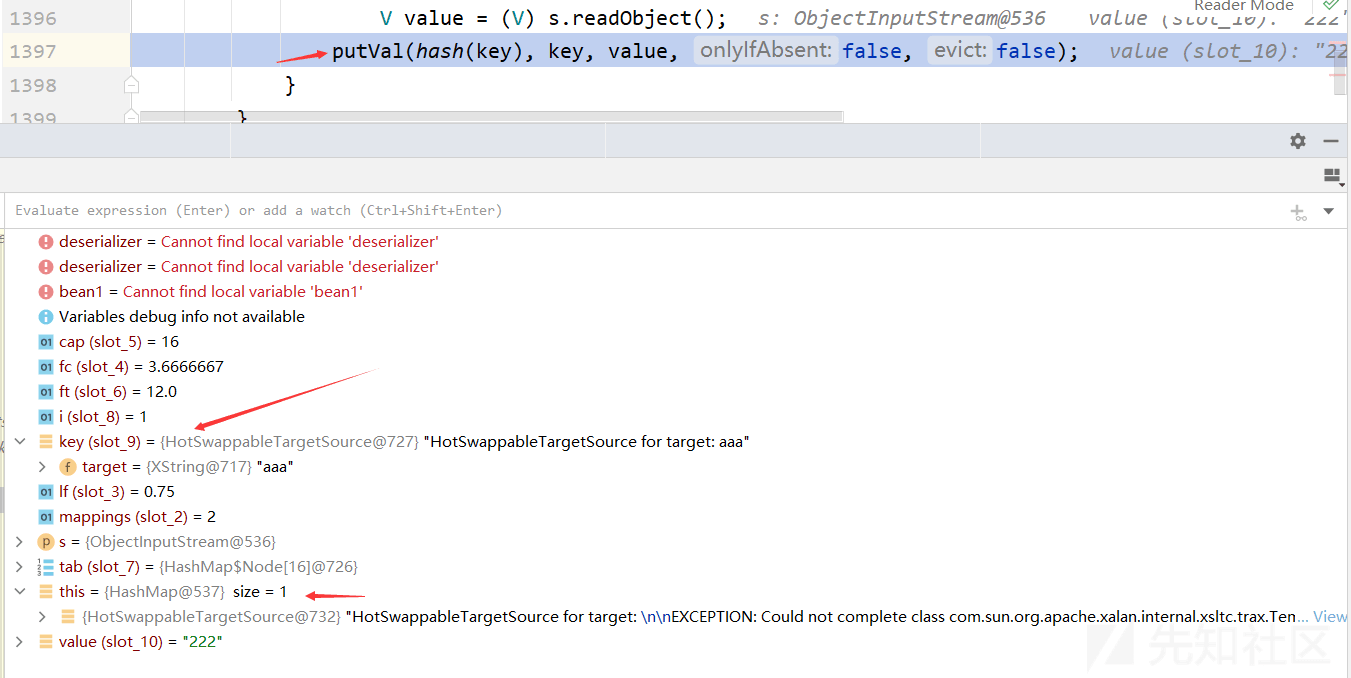 Reader Mode
1396 V value = (V) s.readObject(); s: ObjectInputStream@536 value (slot_10): "222"
1397 putVal(hash(key), key, value, onlyIfAbsent: false, evict: false); value (slot_10): "22
1398 }
1399 }
Evaluate expression (Enter) or add a watch (Ctrl+Shift+Enter)
deserializer = Cannot find local variable 'deserializer'
deserializer = Cannot find local variable 'deserializer'
bean1 = Cannot find local variable 'bean1'
Variables debug info not available
01 cap (slot_5) = 16
01 fc (slot_4) = 3.6666667
01 ft (slot_6) = 12.0
01 i (slot_8) = 1
key (slot_9) = {HotSwappableTargetSource@727} "HotSwappableTargetSource for target: aaa"
f target = {XString@717} "aaa"
01 lf (slot_3) = 0.75
01 mappings (slot_2) = 2
p s = {ObjectInputStream@536}
tab (slot_7) = {HashMap$Node[16]@726}
this = {HashMap@537} size = 1
{HotSwappableTargetSource@732} "HotSwappableTargetSource for target: \n\nEXCEPTION: Could not complete class com.sun.org.apache.xalan.internal.xsltc.trax.Ten... View
value (slot_10) = "222"
先知社区